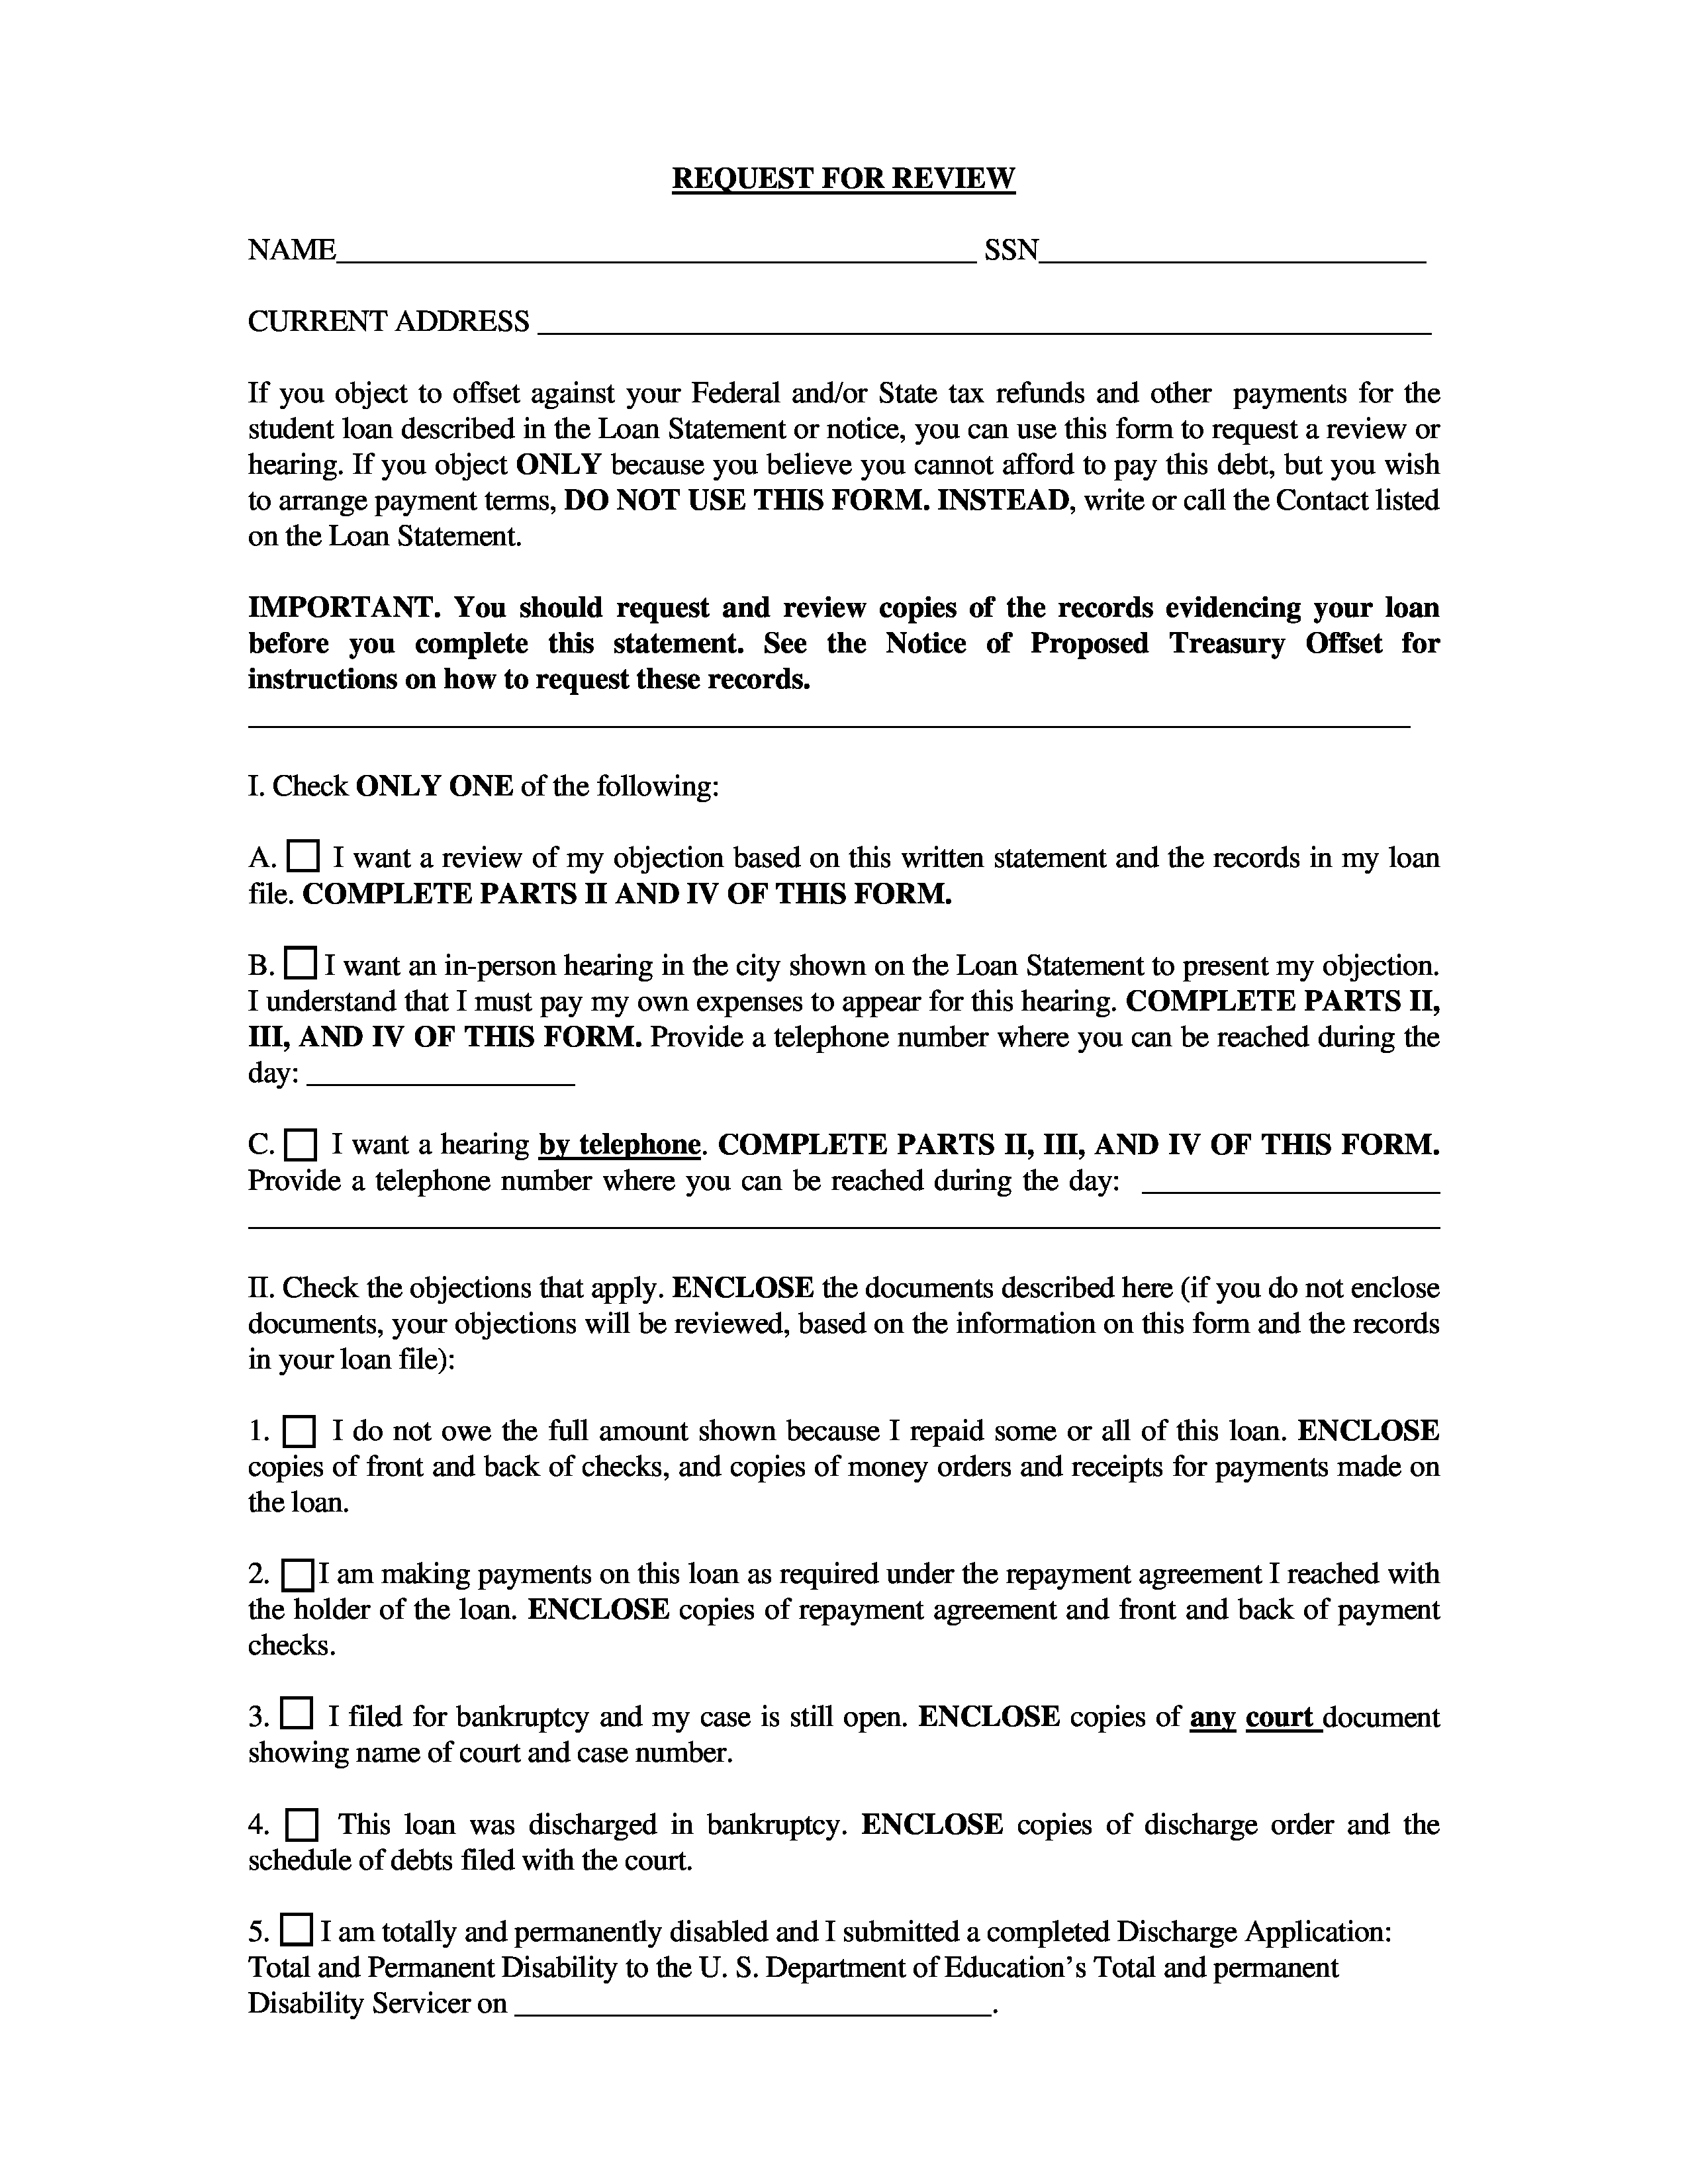 REQUEST FOR REVIEW
NAME________________________________________ SSN________________________
CURRENT ADDRESS ________________________________________________________
If you object to offset against your Federal and/or State tax refunds and other payments for the
student loan described in the Loan Statement or notice, you can use this form to request a review or
hearing. If you object ONLY because you believe you cannot afford to pay this debt, but you wish
to arrange payment terms, DO NOT USE THIS FORM. INSTEAD, write or call the Contact listed
on the Loan Statement.
IMPORTANT. You should request and review copies of the records evidencing your loan
before you complete this statement. See the Notice of Proposed Treasury Offset for
instructions on how to request these records.
I. Check ONLY ONE of the following:
A. ☐ I want a review of my objection based on this written statement and the records in my loan
file. COMPLETE PARTS II AND IV OF THIS FORM.
B. ☐ I want an in-person hearing in the city shown on the Loan Statement to present my objection.
I understand that I must pay my own expenses to appear for this hearing. COMPLETE PARTS II,
III, AND IV OF THIS FORM. Provide a telephone number where you can be reached during the
day: _________________
C. ☐ I want a hearing by telephone. COMPLETE PARTS II, III, AND IV OF THIS FORM.
Provide a telephone number where you can be reached during the day: ___________________
II. Check the objections that apply. ENCLOSE the documents described here (if you do not enclose
documents, your objections will be reviewed, based on the information on this form and the records
in your loan file):
1. ☐ I do not owe the full amount shown because I repaid some or all of this loan. ENCLOSE
copies of front and back of checks, and copies of money orders and receipts for payments made on
the loan.
2. ☐ I am making payments on this loan as required under the repayment agreement I reached with
the holder of the loan. ENCLOSE copies of repayment agreement and front and back of payment
checks.
3. ☐ I filed for bankruptcy and my case is still open. ENCLOSE copies of any court document
showing name of court and case number.
4. ☐ This loan was discharged in bankruptcy. ENCLOSE copies of discharge order and the
schedule of debts filed with the court.
5. ☐ I am totally and permanently disabled and I submitted a completed Discharge Application:
Total and Permanent Disability to the U. S. Department of Education’s Total and permanent
Disability Servicer on ______________________________.